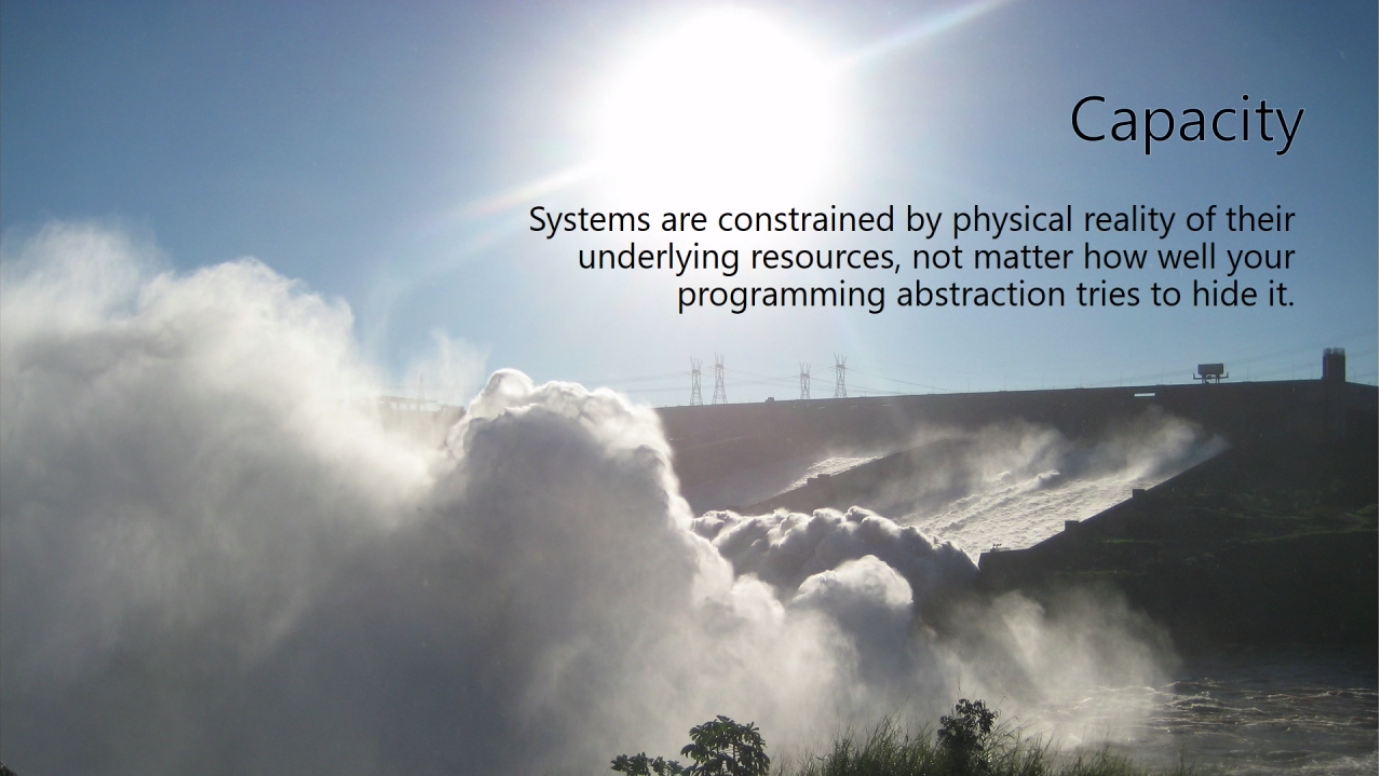 Capacity
Systems are constrained by physical reality of their
underlying resources, not matter how well your
programming abstraction tries to hide it.